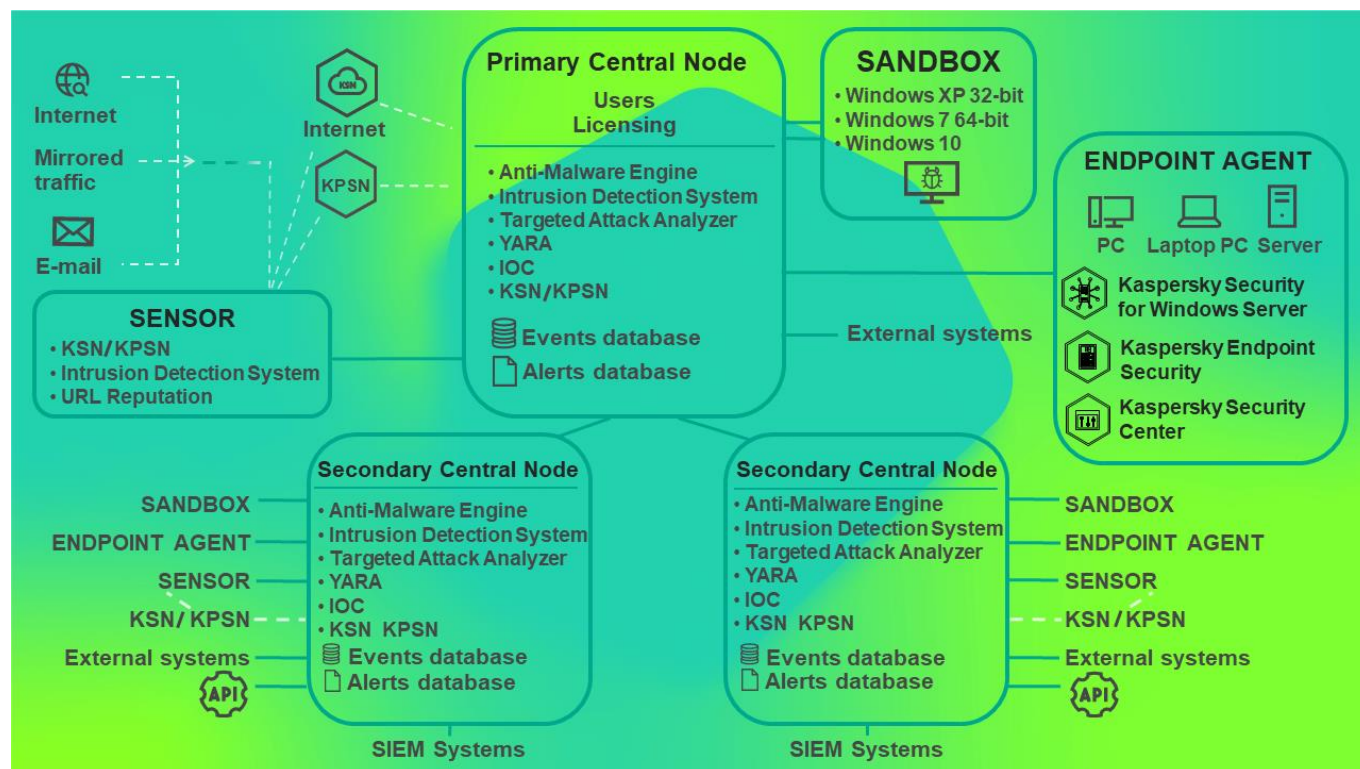 Internet
Mirrored
traffic
E-mail
KSN
Internet
KPSN
SENSOR
• KSN/KPSN
• Intrusion Detection System
• URL Reputation
Primary Central Node
Users
Licensing
• Anti-Malware Engine
• Intrusion Detection System
• Targeted Attack Analyzer
• YARA
• IOC
• KSN/KPSN
Events database
Alerts database
SANDBOX
• Windows XP 32-bit
• Windows 7 64-bit
• Windows 10
External systems
ENDPOINT AGENT
PC Laptop PC Server
Kaspersky Security
for Windows Server
Kaspersky Endpoint
Security
Kaspersky Security
Center
SANDBOX
ENDPOINT AGENT
SENSOR
KSN/KPSN
External systems
API
Secondary Central Node
• Anti-Malware Engine
• Intrusion Detection System
• Targeted Attack Analyzer
• YARA
• IOC
• KSN KPSN
Events database
Alerts database
SIEM Systems
Secondary Central Node
• Anti-Malware Engine
• Intrusion Detection System
• Targeted Attack Analyzer
• YARA
• IOC
• KSN KPSN
Events database
Alerts database
SIEM Systems
SANDBOX
ENDPOINT AGENT
SENSOR
KSN/KPSN
External systems
API